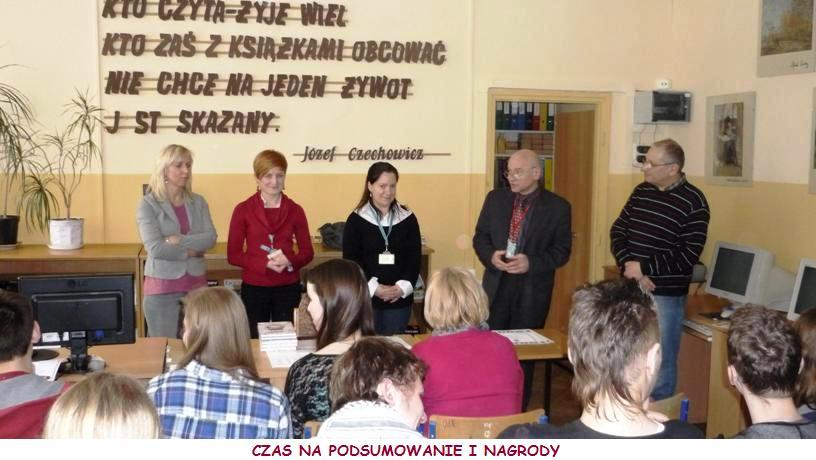 KTO CZYTA-ŻYJE WIEL
KTO ZAŚ Z KSIĄŻKAMI OBCOWAĆ
NIE CHCE NA JEDEN ŻYWOT
J ST SKAZANY.
Józef Czechowicz
LG
CZAS NA PODSUMOWANIE I NAGRODY